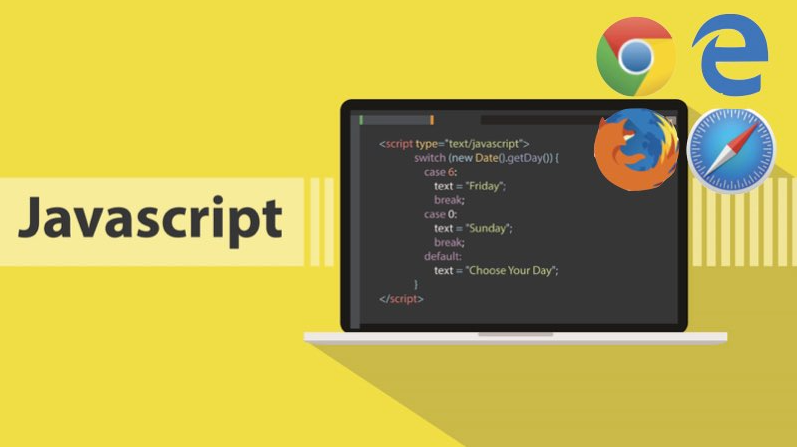 Javascript
<script type="text/javascript">
switch (new Date().getDay()) {
case 6:
text = "Friday";
break;
case 0:
text = "Sunday";
break;
default:
text = "Choose Your Day";
}
</script>